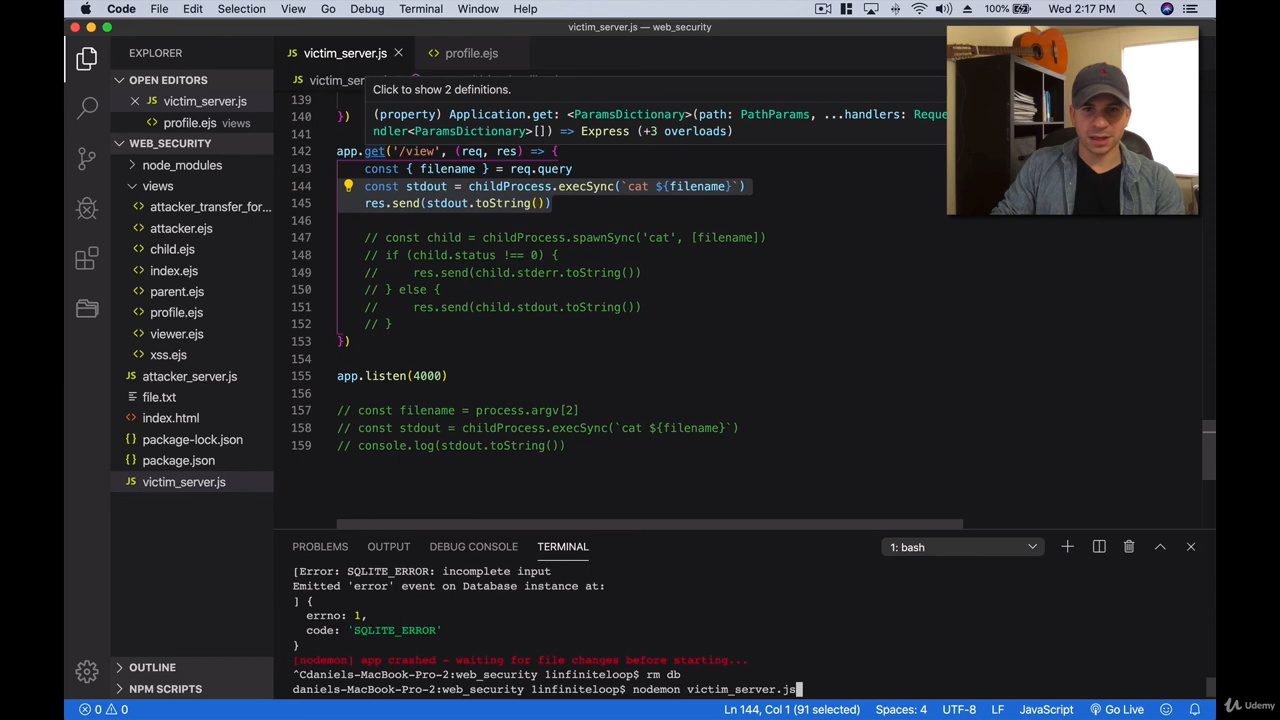 Code File Edit Selection View Go Debug Terminal Window Help 100% Wed 2:17 PM
victim_server.js — web_security
EXPLORER
victim_server.js
profile.ejs
OPEN EDITORS
victim_server.js
profile.ejs views
WEB_SECURITY
node_modules
views
attacker_transfer_for...
attacker.ejs
child.ejs
index.ejs
parent.ejs
profile.ejs
viewer.ejs
xss.ejs
attacker_server.js
file.txt
index.html
package-lock.json
package.json
victim_server.js
OUTLINE
NPM SCRIPTS
victim_ser
Click to show 2 definitions.
(property) Application.get: <ParamsDictionary>(path: PathParams, ...handlers: Reque
ndler<ParamsDictionary>[]) => Express (+3 overloads)
139
140 })
141
142 app.get('/view', (req, res) => {
143 const { filename } = req.query
144 const stdout = childProcess.execSync(`cat ${filename}`)
145 res.send(stdout.toString())
146
147 // const child = childProcess.spawnSync('cat', [filename])
148 // if (child.status !== 0) {
149 // res.send(child.stderr.toString())
150 // } else {
151 // res.send(child.stdout.toString())
152 // }
153 })
154
155 app.listen(4000)
156
157 // const filename = process.argv[2]
158 // const stdout = childProcess.execSync(`cat ${filename}`)
159 // console.log(stdout.toString())
PROBLEMS OUTPUT DEBUG CONSOLE TERMINAL 1: bash
[Error: SQLITE_ERROR: incomplete input
Emitted 'error' event on Database instance at:
] {
errno: 1,
code: 'SQLITE_ERROR'
}
[nodemon] app crashed - waiting for file changes before starting...
^Cdaniels-MacBook-Pro-2:web_security 1infiniteloop$ rm db
daniels-MacBook-Pro-2:web_security 1infiniteloop$ nodemon victim_server.js
0 0 Ln 144, Col 1 (91 selected) Spaces: 4 UTF-8 LF JavaScript Go Live
Udemy